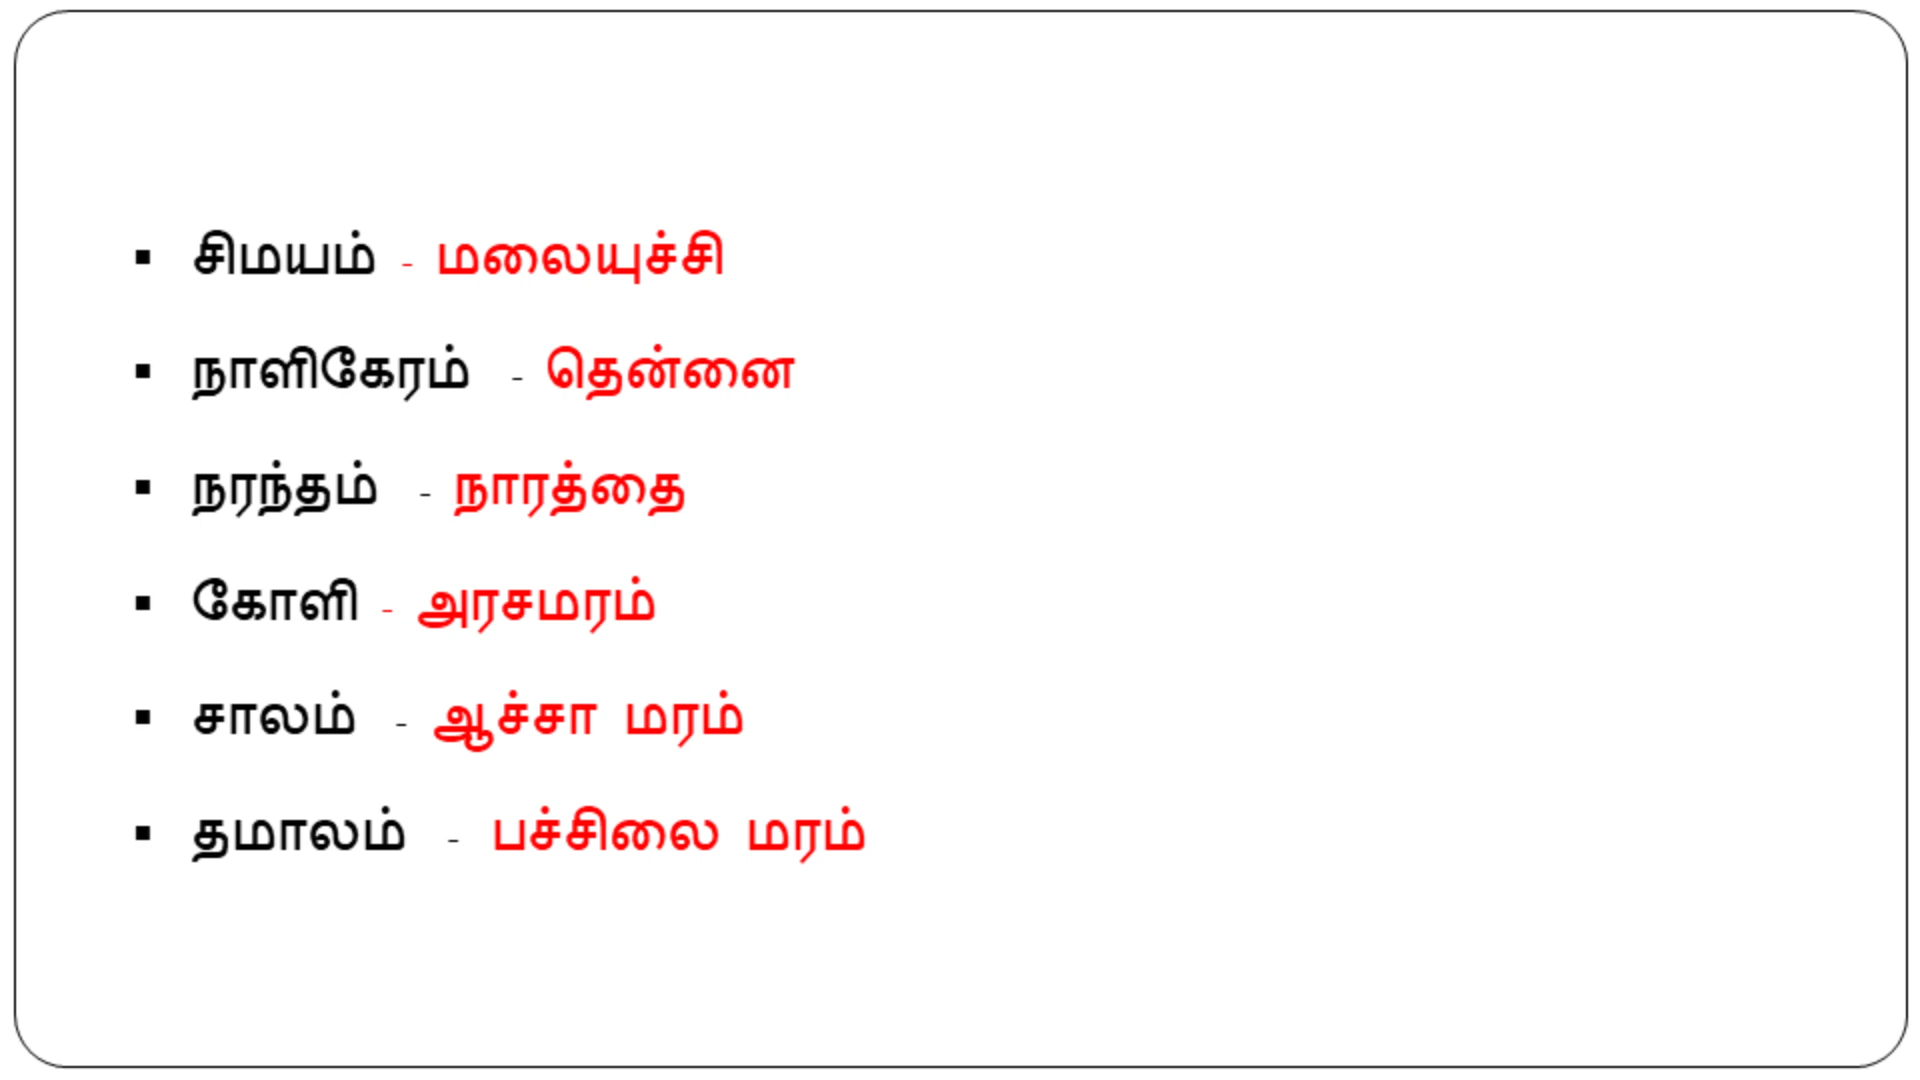 ▪ சிமயம் - மலையுச்சி
▪ நாளிகேரம் - தென்னை
▪ நரந்தம் - நாரத்தை
▪ கோளி - அரசமரம்
▪ சாலம் - ஆச்சா மரம்
▪ தமாலம் - பச்சிலை மரம்